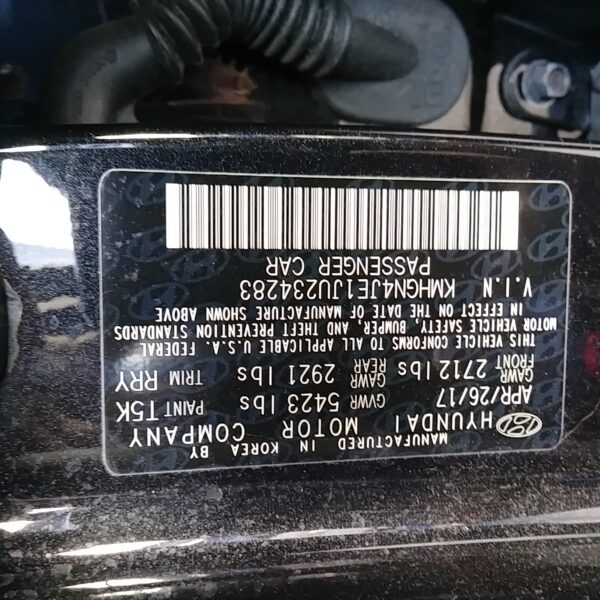 MANUFACTURED IN KOREA BY
HYUNDAI MOTOR COMPANY
APR/26/17 GVWR 5423 lbs PAINT T5K
GAWR FRONT 2712 lbs GAWR REAR 2921 lbs TRIM RRY
THIS VEHICLE CONFORMS TO ALL APPLICABLE U.S.A. FEDERAL
MOTOR VEHICLE SAFETY, BUMPER, AND THEFT PREVENTION STANDARDS
IN EFFECT ON THE DATE OF MANUFACTURE SHOWN ABOVE
V.I.N KMHGN4JE1JU234283
PASSENGER CAR